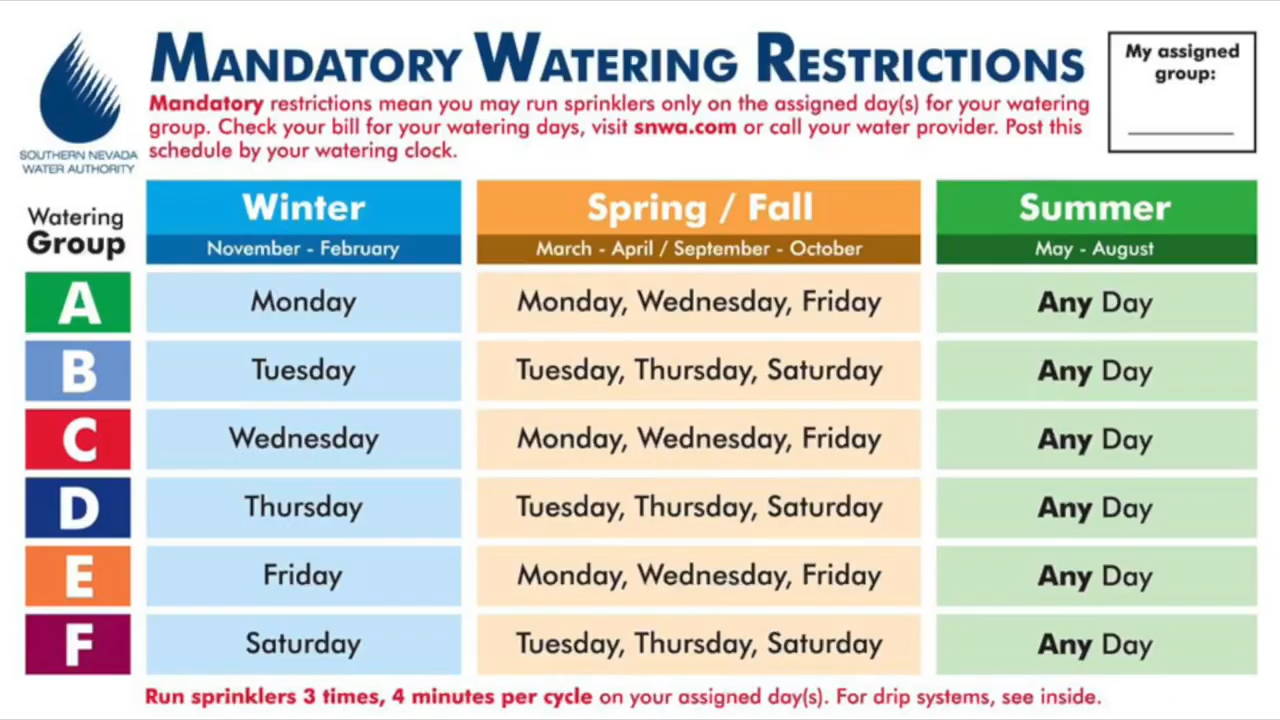 MANDATORY WATERING RESTRICTIONS
Mandatory restrictions mean you may run sprinklers only on the assigned day(s) for your watering
group. Check your bill for your watering days, visit snwa.com or call your water provider. Post this
schedule by your watering clock.
SOUTHERN NEVADA
WATER AUTHORITY
My assigned
group:
Watering
Group
Winter
November - February
Spring / Fall
March - April / September - October
Summer
May - August
A
Monday
Monday, Wednesday, Friday
Any Day
B
Tuesday
Tuesday, Thursday, Saturday
Any Day
C
Wednesday
Monday, Wednesday, Friday
Any Day
D
Thursday
Tuesday, Thursday, Saturday
Any Day
E
Friday
Monday, Wednesday, Friday
Any Day
F
Saturday
Tuesday, Thursday, Saturday
Any Day
Run sprinklers 3 times, 4 minutes per cycle on your assigned day(s). For drip systems, see inside.